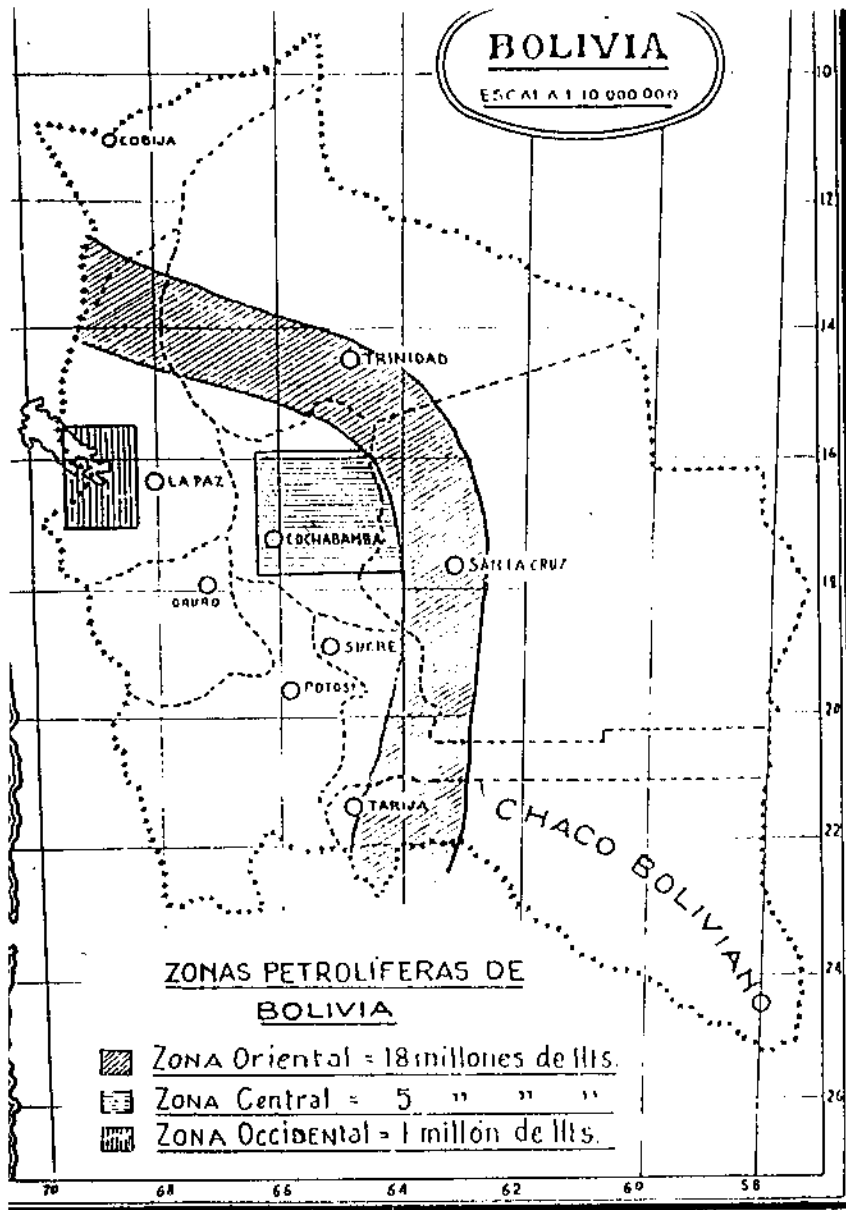 BOLIVIA
ESCALA 1:10 000 000
10
COBIJA
12
14
TRINIDAD
16
LA PAZ
COCHABAMBA
SANTA CRUZ
18
ORURO
SUCRE
POTOSI
20
TARIJA
CHACO BOLIVIANO
22
24
ZONAS PETROLÍFERAS DE
BOLIVIA
ZONA Oriental = 18 millones de Hts.
ZONA Central = 5 " " "
ZONA OCCIDENTAL = 1 millón de Hts.
26
70 68 66 64 62 60 58